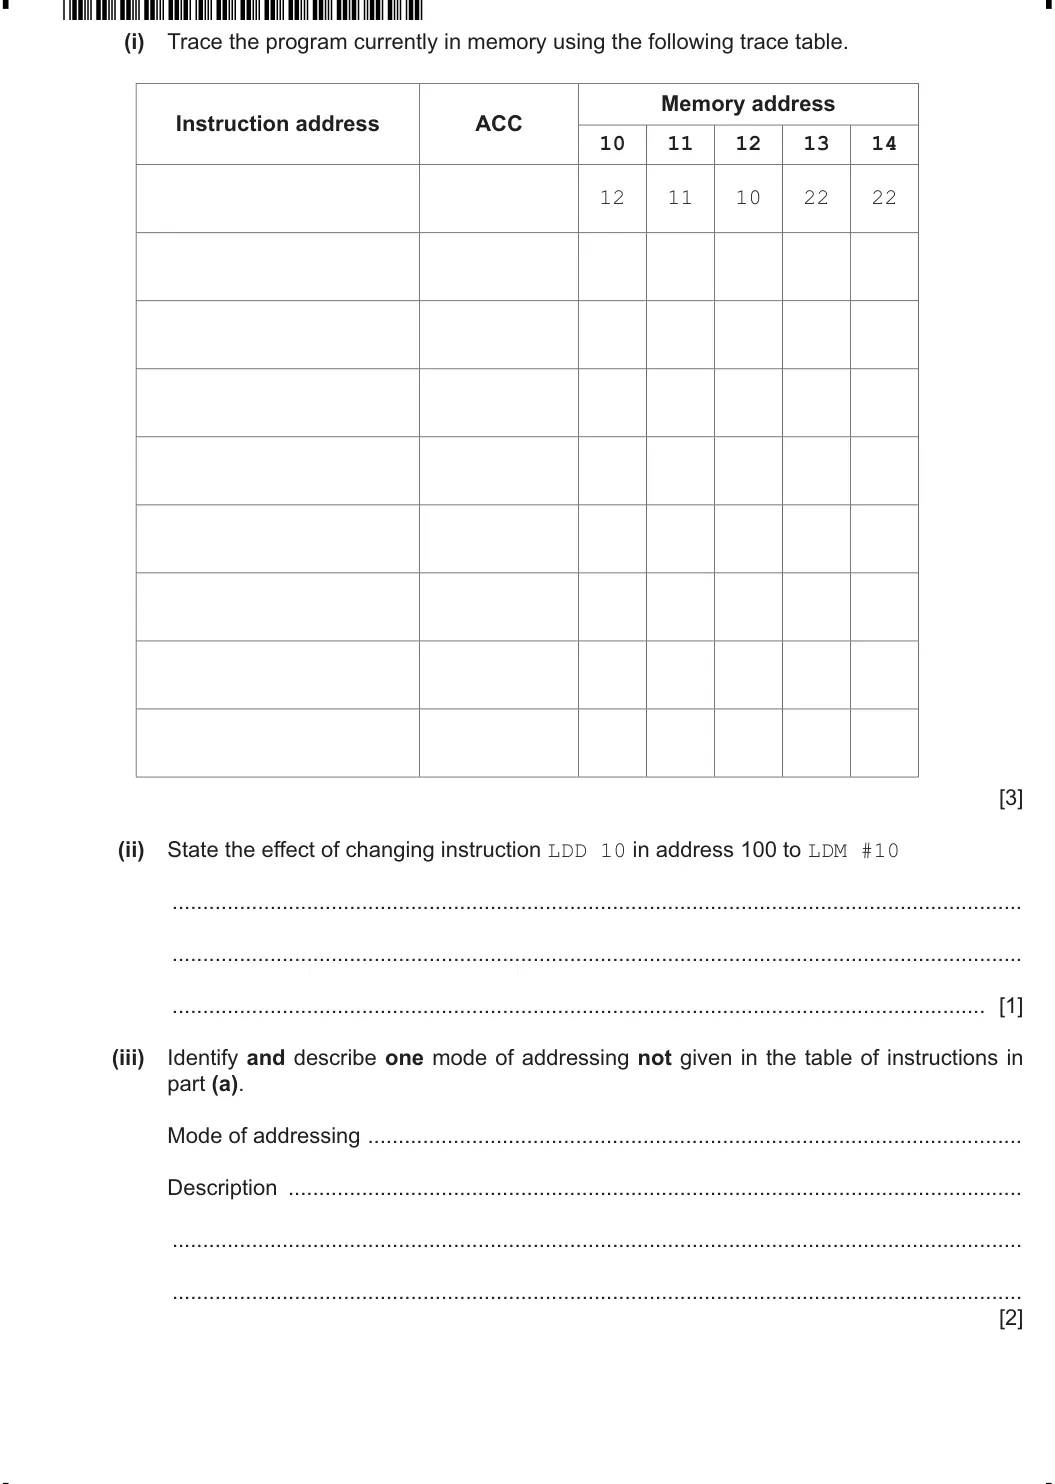 (i) Trace the program currently in memory using the following trace table.
Instruction address ACC Memory address
10 11 12 13 14
12 11 10 22 22
[3]
(ii) State the effect of changing instruction LDD 10 in address 100 to LDM #10
..........
..........
.......... [1]
(iii) Identify and describe one mode of addressing not given in the table of instructions in
part (a).
Mode of addressing ..........
Description ..........
..........
..........
[2]